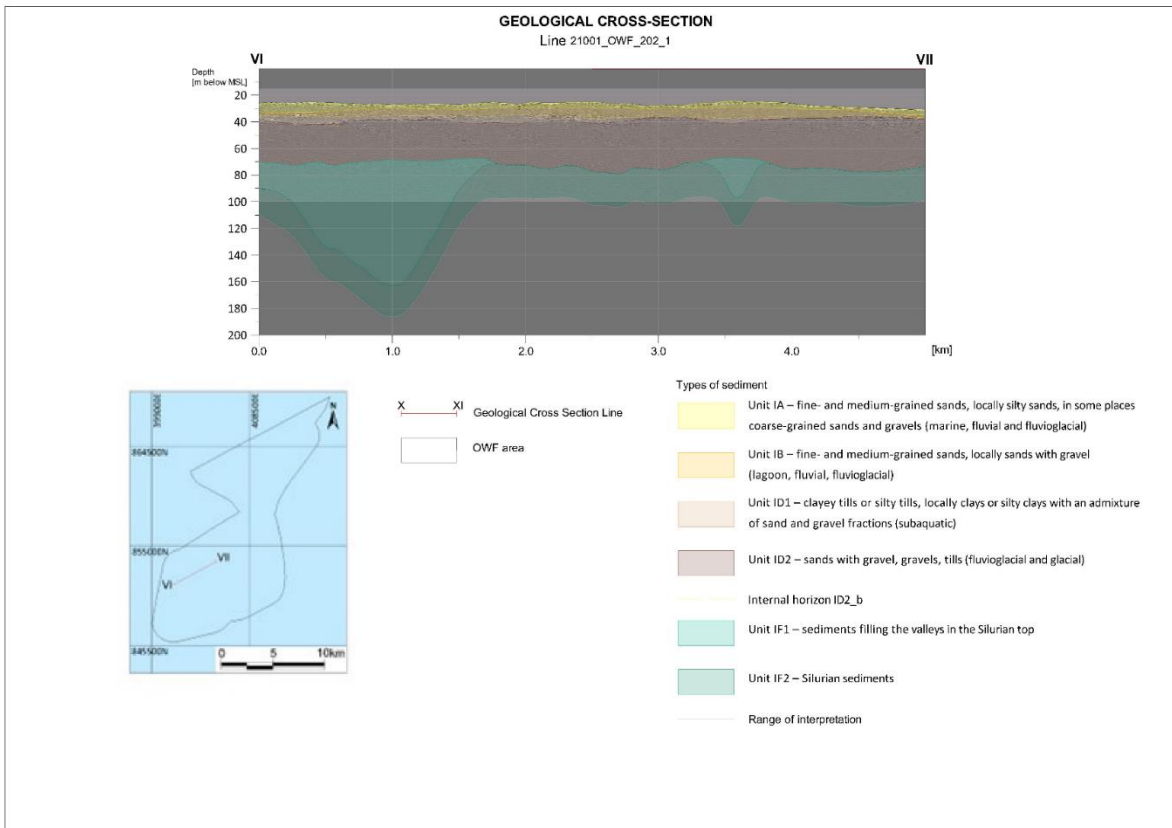 GEOLOGICAL CROSS-SECTION
Line 21001_OWF_202_1
VI
VII
Depth
[m below MSL]
20
40
60
80
100
120
140
160
180
200
0.0
1.0
2.0
3.0
4.0
[km]
399000E
408500E
N
864500N
855000N
VII
VI
845500N
0
5
10km
X
XI
Geological Cross Section Line
OWF area
Types of sediment
Unit IA – fine- and medium-grained sands, locally silty sands, in some places
coarse-grained sands and gravels (marine, fluvial and fluvioglacial)
Unit IB – fine- and medium-grained sands, locally sands with gravel
(lagoon, fluvial, fluvioglacial)
Unit ID1 – clayey tills or silty tills, locally clays or silty clays with an admixture
of sand and gravel fractions (subaquatic)
Unit ID2 – sands with gravel, gravels, tills (fluvioglacial and glacial)
Internal horizon ID2_b
Unit IF1 – sediments filling the valleys in the Silurian top
Unit IF2 – Silurian sediments
Range of interpretation